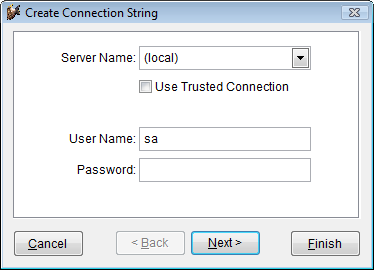 Create Connection String
Server Name: (local)
Use Trusted Connection
User Name: sa
Password:
Cancel < Back Next > Finish